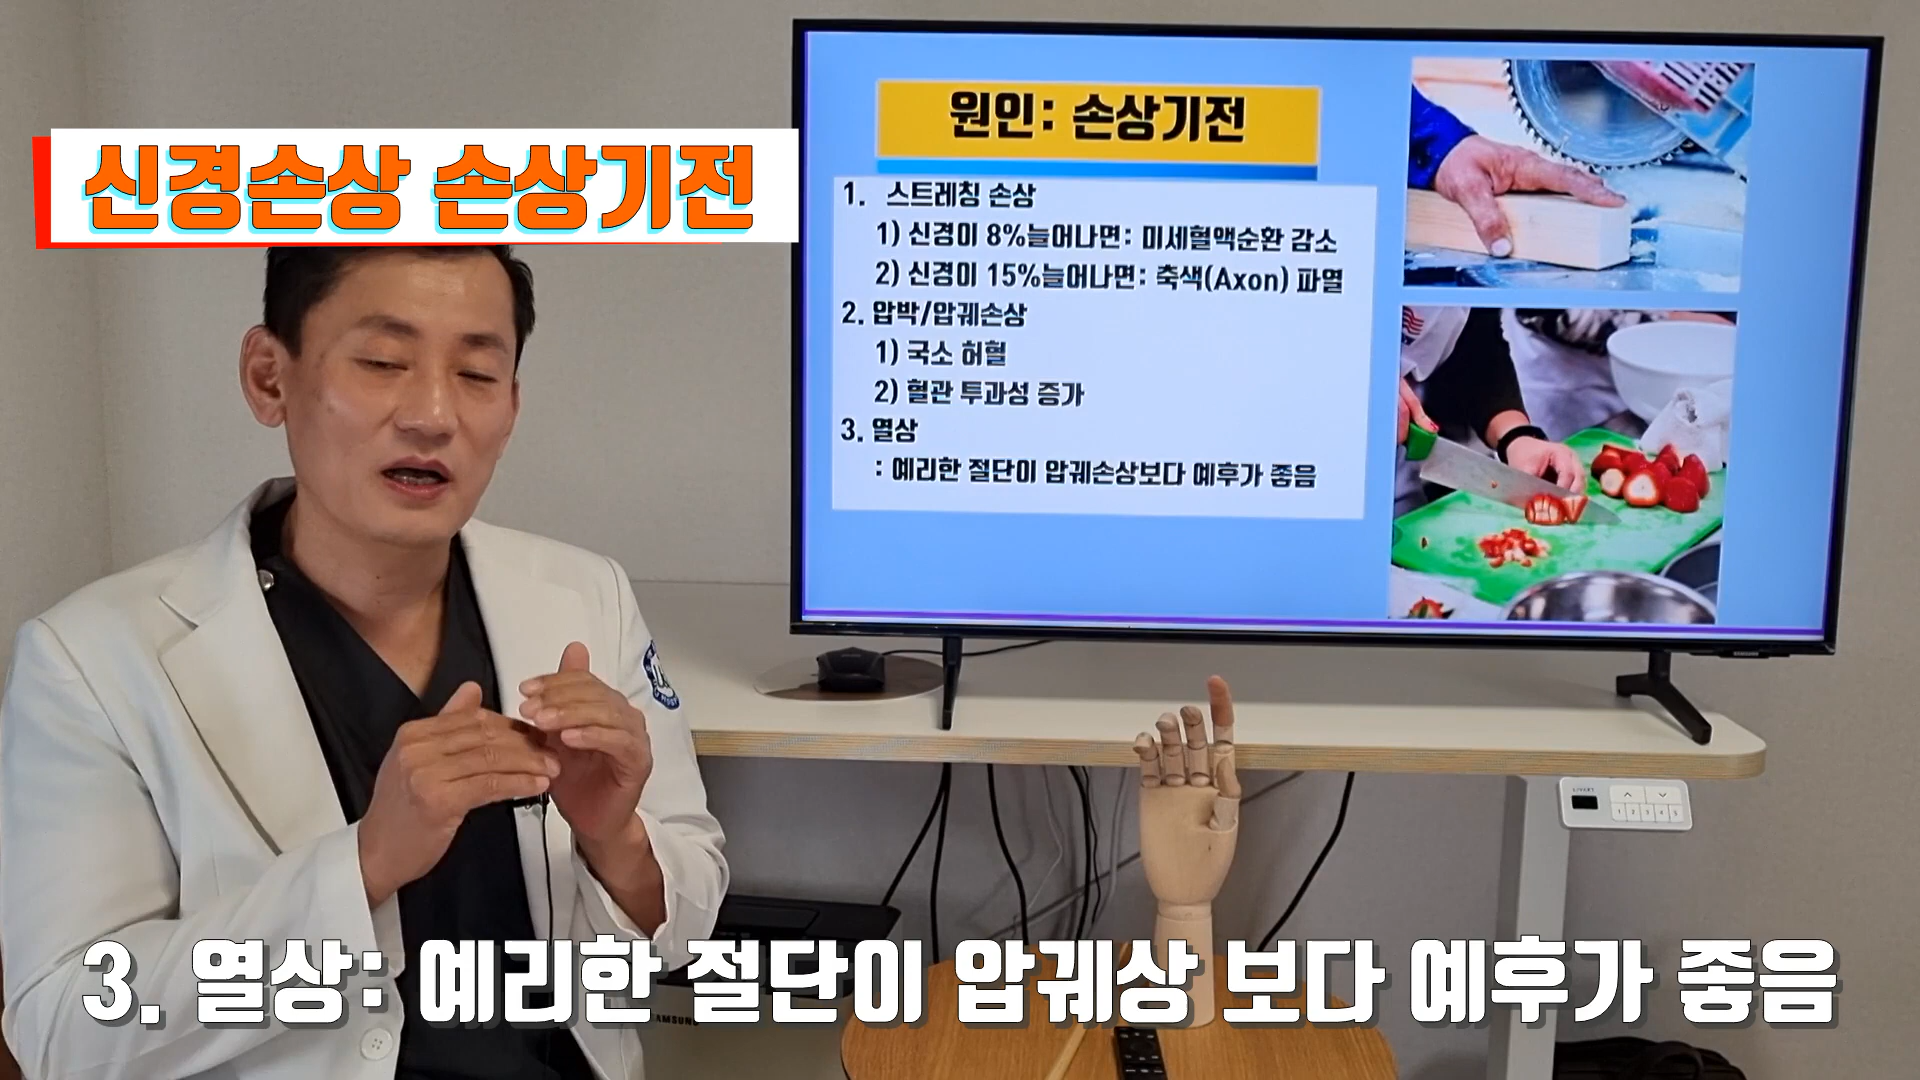 신경손상 손상기전
원인: 손상기전
1. 스트레칭 손상
1) 신경이 8%늘어나면: 미세혈액순환 감소
2) 신경이 15%늘어나면: 축색(Axon) 파열
2. 압박/압궤손상
1) 국소 허혈
2) 혈관 투과성 증가
3. 열상
: 예리한 절단이 압궤손상보다 예후가 좋음
3. 열상: 예리한 절단이 압궤상 보다 예후가 좋음